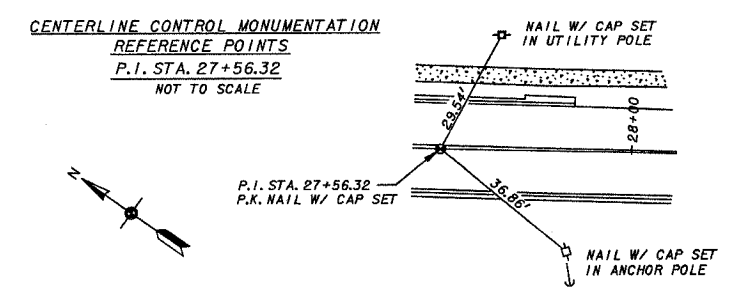 CENTERLINE CONTROL MONUMENTATION
REFERENCE POINTS
P.I. STA. 27+56.32
NOT TO SCALE
NAIL W/ CAP SET
IN UTILITY POLE
29.54'
28+00
N
P.I. STA. 27+56.32
P.K. NAIL W/ CAP SET
36.86'
NAIL W/ CAP SET
IN ANCHOR POLE